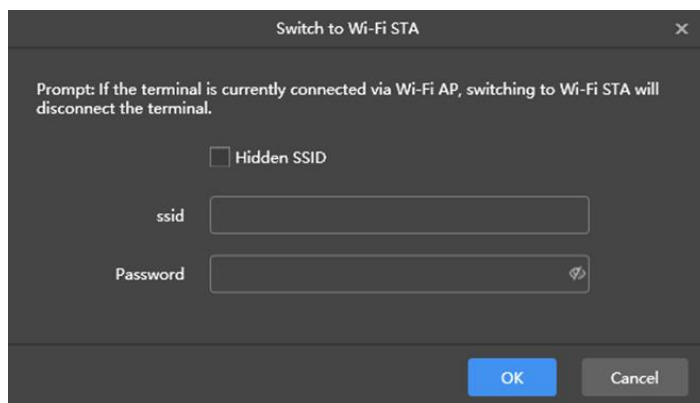 Switch to Wi-Fi STA
Prompt: If the terminal is currently connected via Wi-Fi AP, switching to Wi-Fi STA will
disconnect the terminal.
Hidden SSID
ssid
Password
OK
Cancel